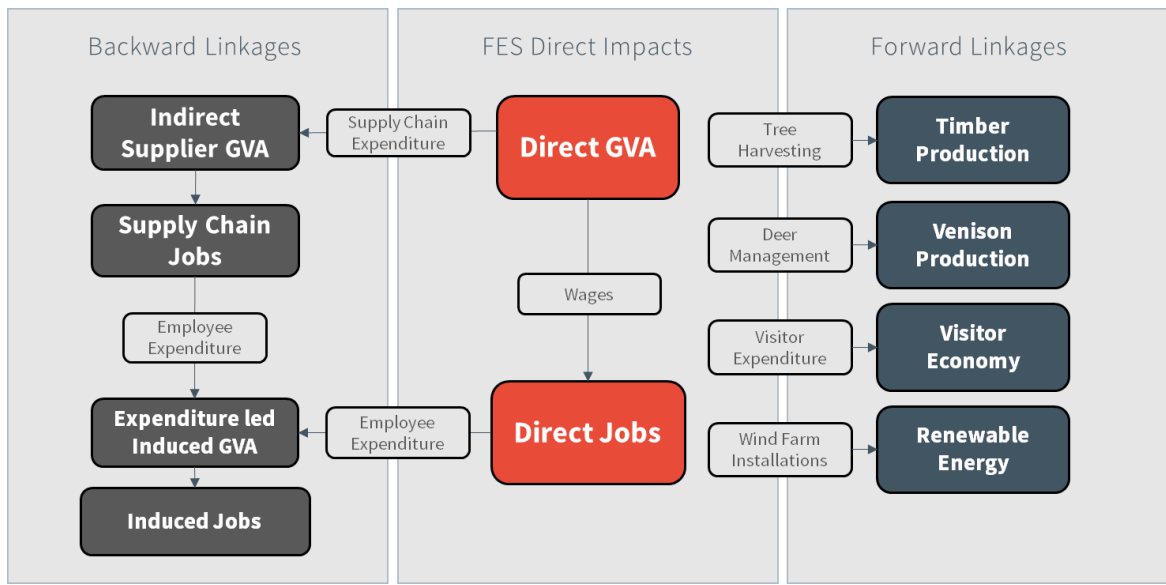 Backward Linkages
Indirect
Supplier GVA
Supply Chain
Expenditure
Supply Chain
Jobs
Employee
Expenditure
Expenditure led
Induced GVA
Employee
Expenditure
Induced Jobs
FES Direct Impacts
Direct GVA
Wages
Direct Jobs
Forward Linkages
Tree
Harvesting
Timber
Production
Deer
Management
Venison
Production
Visitor
Expenditure
Visitor
Economy
Wind Farm
Installations
Renewable
Energy